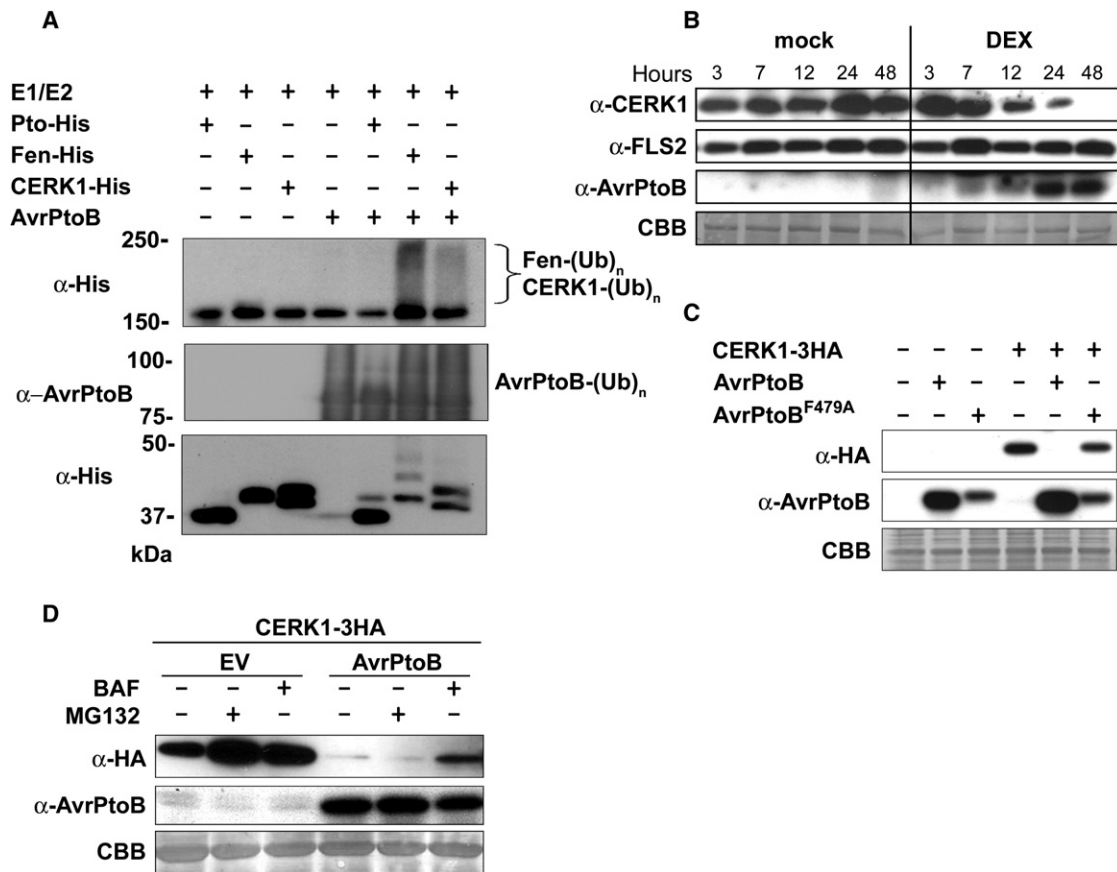 A
E1/E2 + + + + + + +
Pto-His + – – – + – –
Fen-His – + – – – + –
CERK1-His – – + – – – +
AvrPtoB – – – + + + +
250-
α-His
150-
Fen-(Ub)n
CERK1-(Ub)n
100-
α–AvrPtoB
75-
AvrPtoB-(Ub)n
50-
α-His
37-
kDa
B
mock DEX
Hours 3 7 12 24 48 3 7 12 24 48
α-CERK1
α-FLS2
α-AvrPtoB
CBB
C
CERK1-3HA – – – + + +
AvrPtoB – + – – + –
AvrPtoBF479A – – + – – +
α-HA
α-AvrPtoB
CBB
D
CERK1-3HA
EV AvrPtoB
BAF – – + – – +
MG132 – + – – + –
α-HA
α-AvrPtoB
CBB